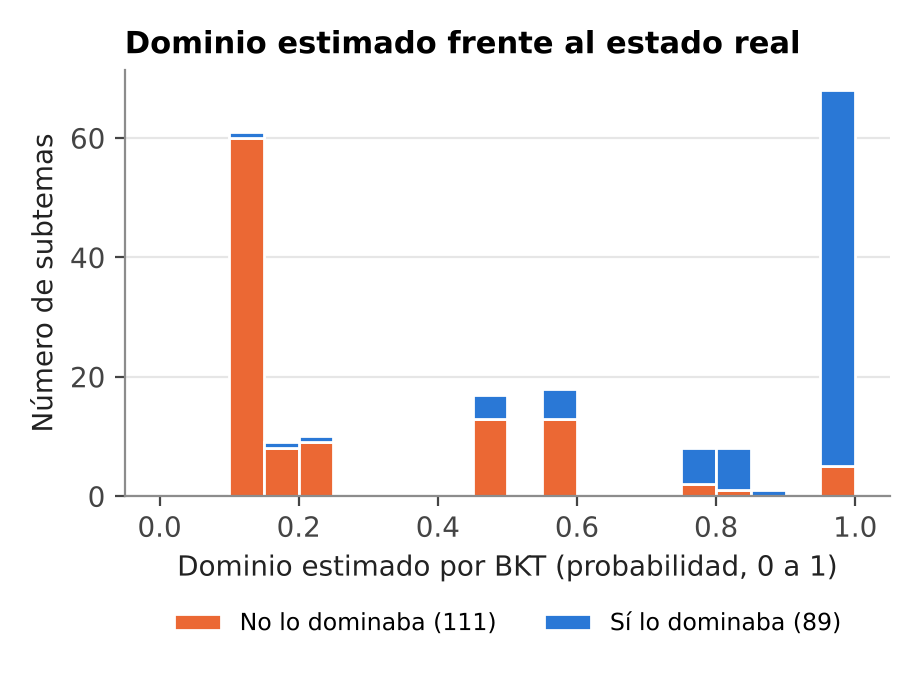 Dominio estimado frente al estado real
Número de subtemas
60
40
20
0
0.0 0.2 0.4 0.6 0.8 1.0
Dominio estimado por BKT (probabilidad, 0 a 1)
No lo dominaba (111) Sí lo dominaba (89)